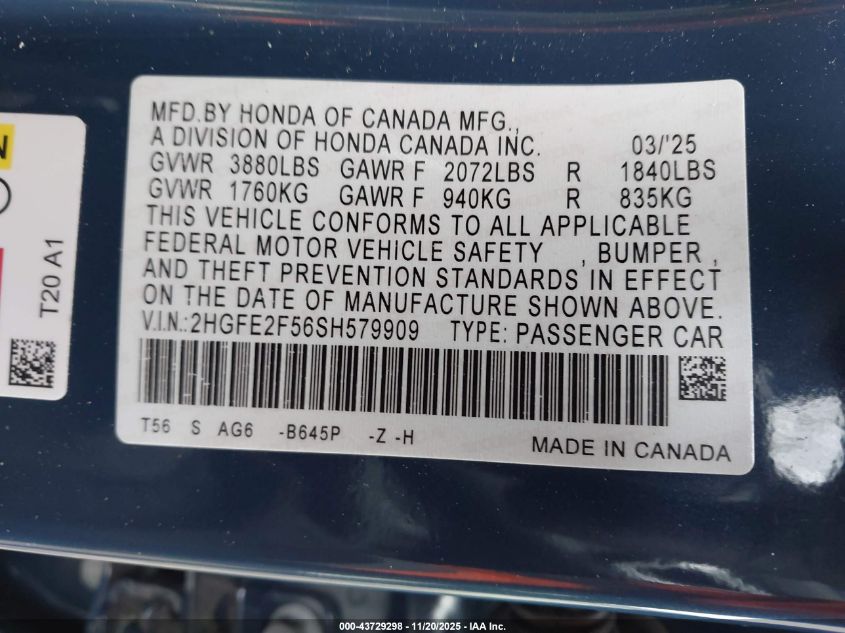 MFD.BY HONDA OF CANADA MFG.,
A DIVISION OF HONDA CANADA INC. 03/'25
GVWR 3880LBS GAWR F 2072LBS R 1840LBS
GVWR 1760KG GAWR F 940KG R 835KG
THIS VEHICLE CONFORMS TO ALL APPLICABLE
FEDERAL MOTOR VEHICLE SAFETY , BUMPER ,
AND THEFT PREVENTION STANDARDS IN EFFECT
ON THE DATE OF MANUFACTURE SHOWN ABOVE.
V.I.N.:2HGFE2F56SH579909 TYPE: PASSENGER CAR
T56 S AG6 -B645P -Z -H
MADE IN CANADA
T20 A1
N
000-43729298 - 11/20/2025 - IAA Inc.